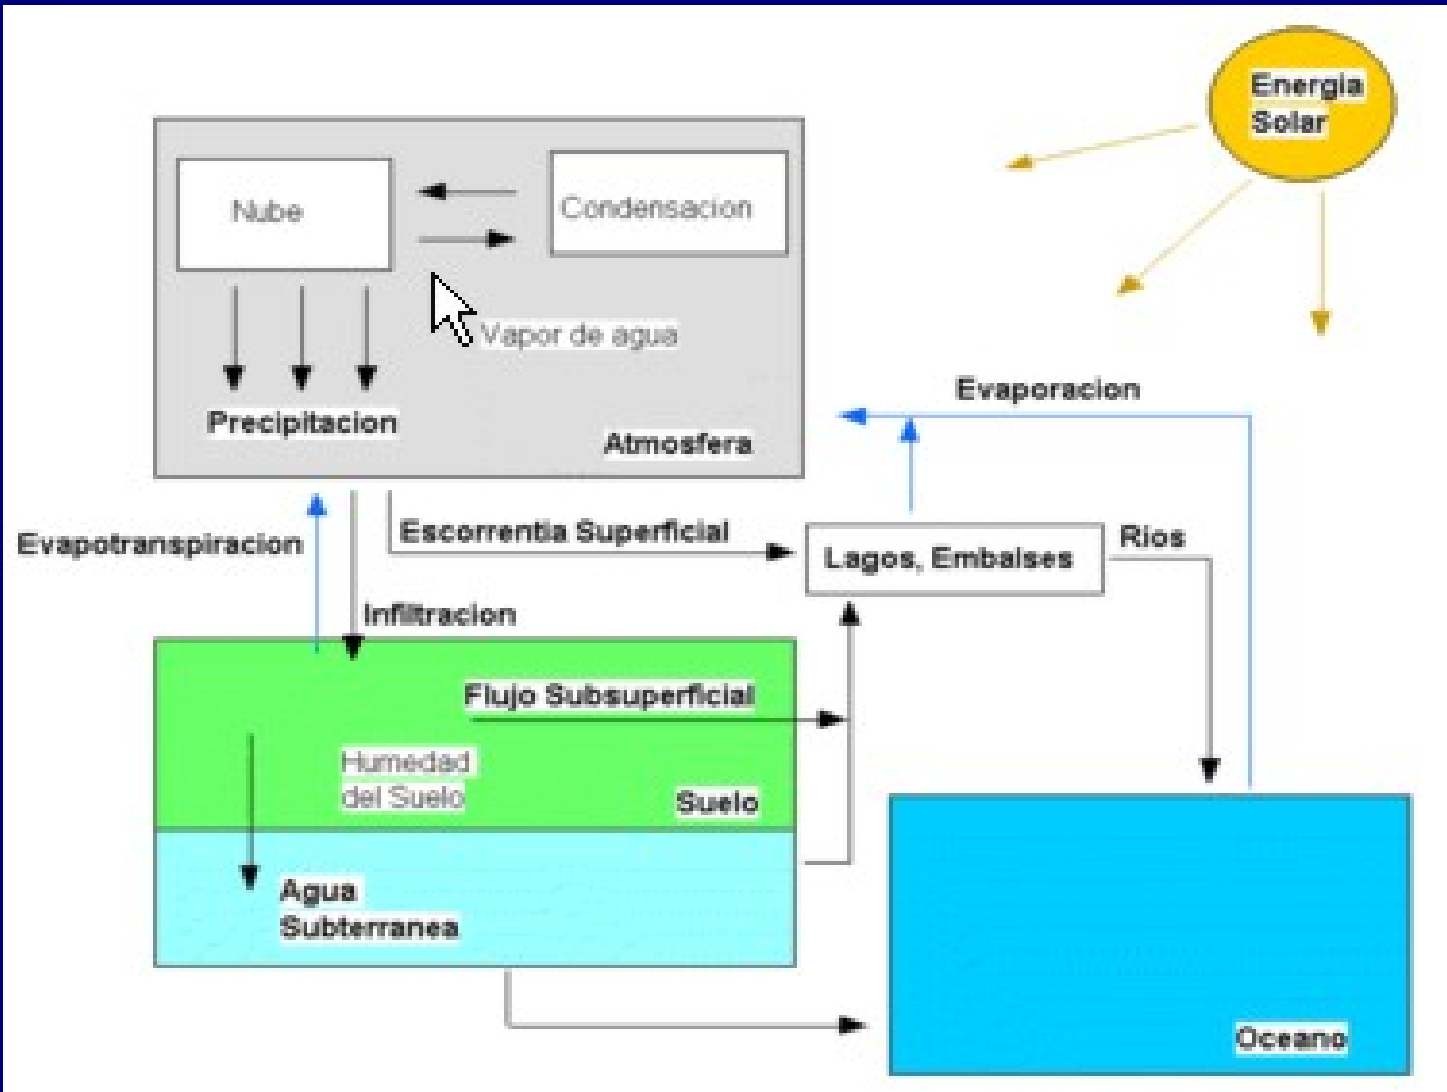 Energia
Solar
Nube
Condensacion
Vapor de agua
Evaporacion
Precipitacion
Atmosfera
Evapotranspiracion
Escorrentia Superficial
Lagos, Embalses
Rios
Infiltracion
Flujo Subsuperficial
Humedad
del Suelo
Suelo
Agua
Subterranea
Oceano